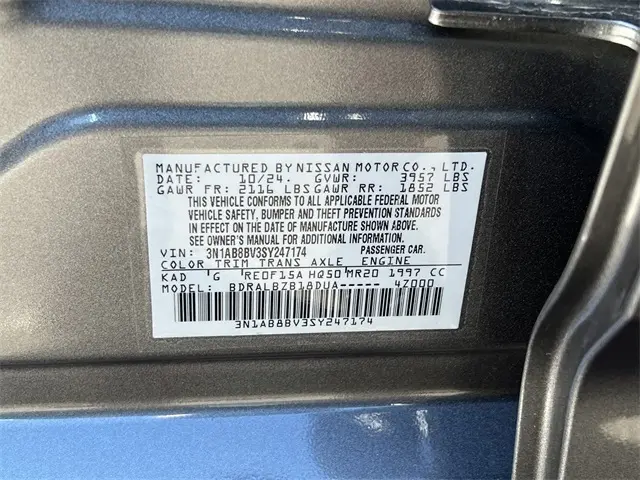 MANUFACTURED BY NISSAN MOTOR CO., LTD.
DATE: 10/24. GVWR: 3957 LBS
GAWR FR: 2116 LBS GAWR RR: 1852 LBS
THIS VEHICLE CONFORMS TO ALL APPLICABLE FEDERAL MOTOR
VEHICLE SAFETY, BUMPER AND THEFT PREVENTION STANDARDS
IN EFFECT ON THE DATE OF MANUFACTURE SHOWN ABOVE.
SEE OWNER'S MANUAL FOR ADDITIONAL INFORMATION
VIN: 3N1AB8BV3SY247174 PASSENGER CAR.
COLOR TRIM TRANS AXLE ENGINE
KAD 'G RE0F15A HQ50'MR20 1997 CC
MODEL: BDRALBZB18DUA----- 4Z000
3N1AB8BV3SY247174